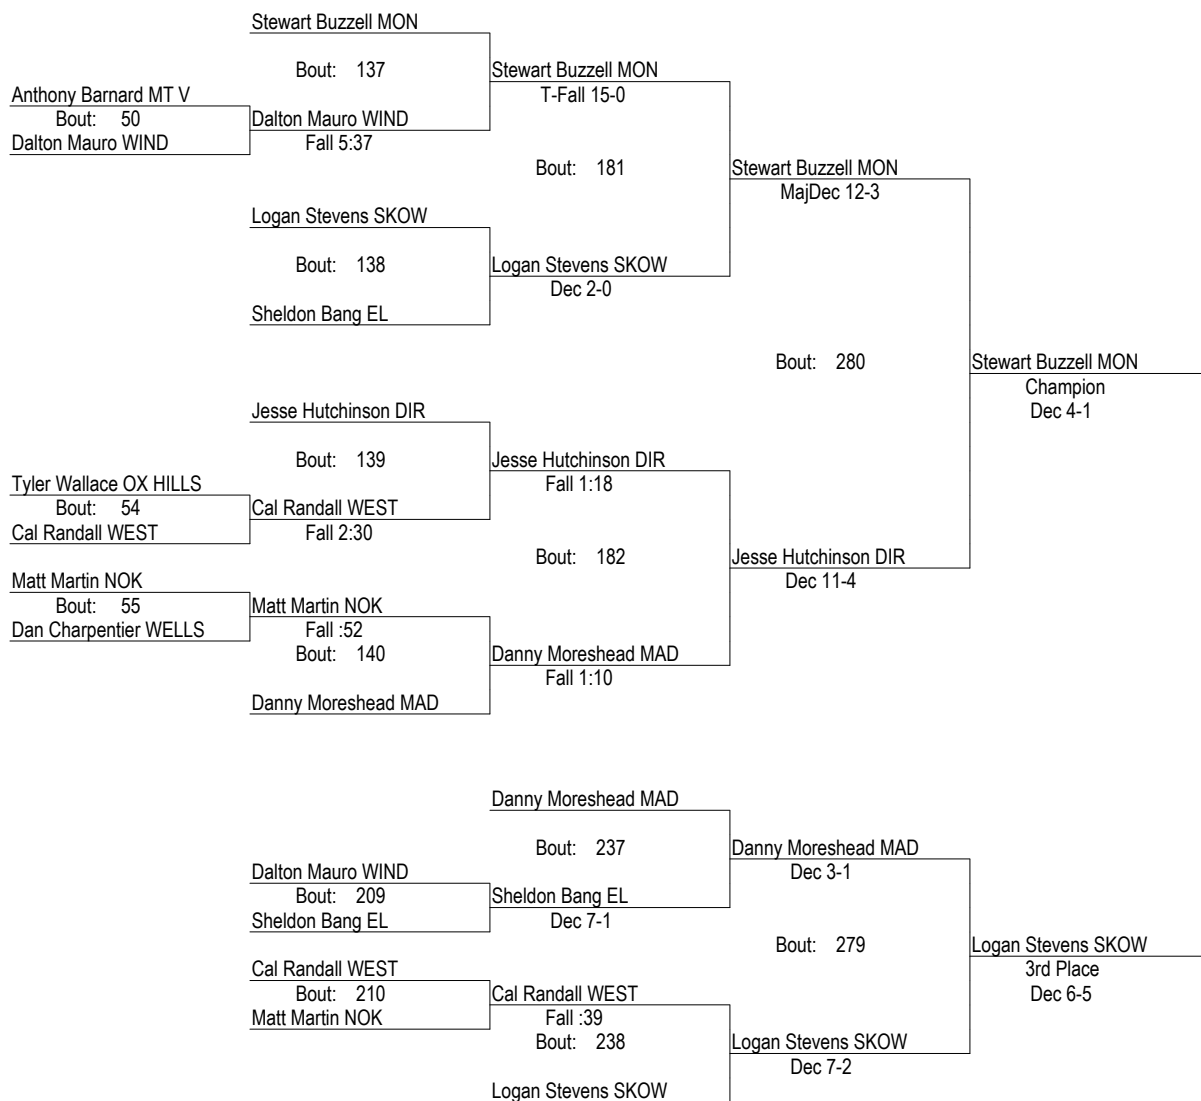 Stewart Buzzell MON
Bout: 137
Stewart Buzzell MON
T-Fall 15-0
Anthony Barnard MT V
Bout: 50
Dalton Mauro WIND
Dalton Mauro WIND
Fall 5:37
Bout: 181
Stewart Buzzell MON
MajDec 12-3
Logan Stevens SKOW
Bout: 138
Logan Stevens SKOW
Dec 2-0
Sheldon Bang EL
Bout: 280
Stewart Buzzell MON
Champion
Dec 4-1
Jesse Hutchinson DIR
Bout: 139
Jesse Hutchinson DIR
Fall 1:18
Tyler Wallace OX HILLS
Bout: 54
Cal Randall WEST
Cal Randall WEST
Fall 2:30
Bout: 182
Jesse Hutchinson DIR
Dec 11-4
Matt Martin NOK
Bout: 55
Dan Charpentier WELLS
Matt Martin NOK
Fall :52
Bout: 140
Danny Moreshead MAD
Fall 1:10
Danny Moreshead MAD
Danny Moreshead MAD
Bout: 237
Danny Moreshead MAD
Dec 3-1
Dalton Mauro WIND
Bout: 209
Sheldon Bang EL
Sheldon Bang EL
Dec 7-1
Bout: 279
Logan Stevens SKOW
3rd Place
Dec 6-5
Cal Randall WEST
Bout: 210
Matt Martin NOK
Cal Randall WEST
Fall :39
Bout: 238
Logan Stevens SKOW
Dec 7-2
Logan Stevens SKOW